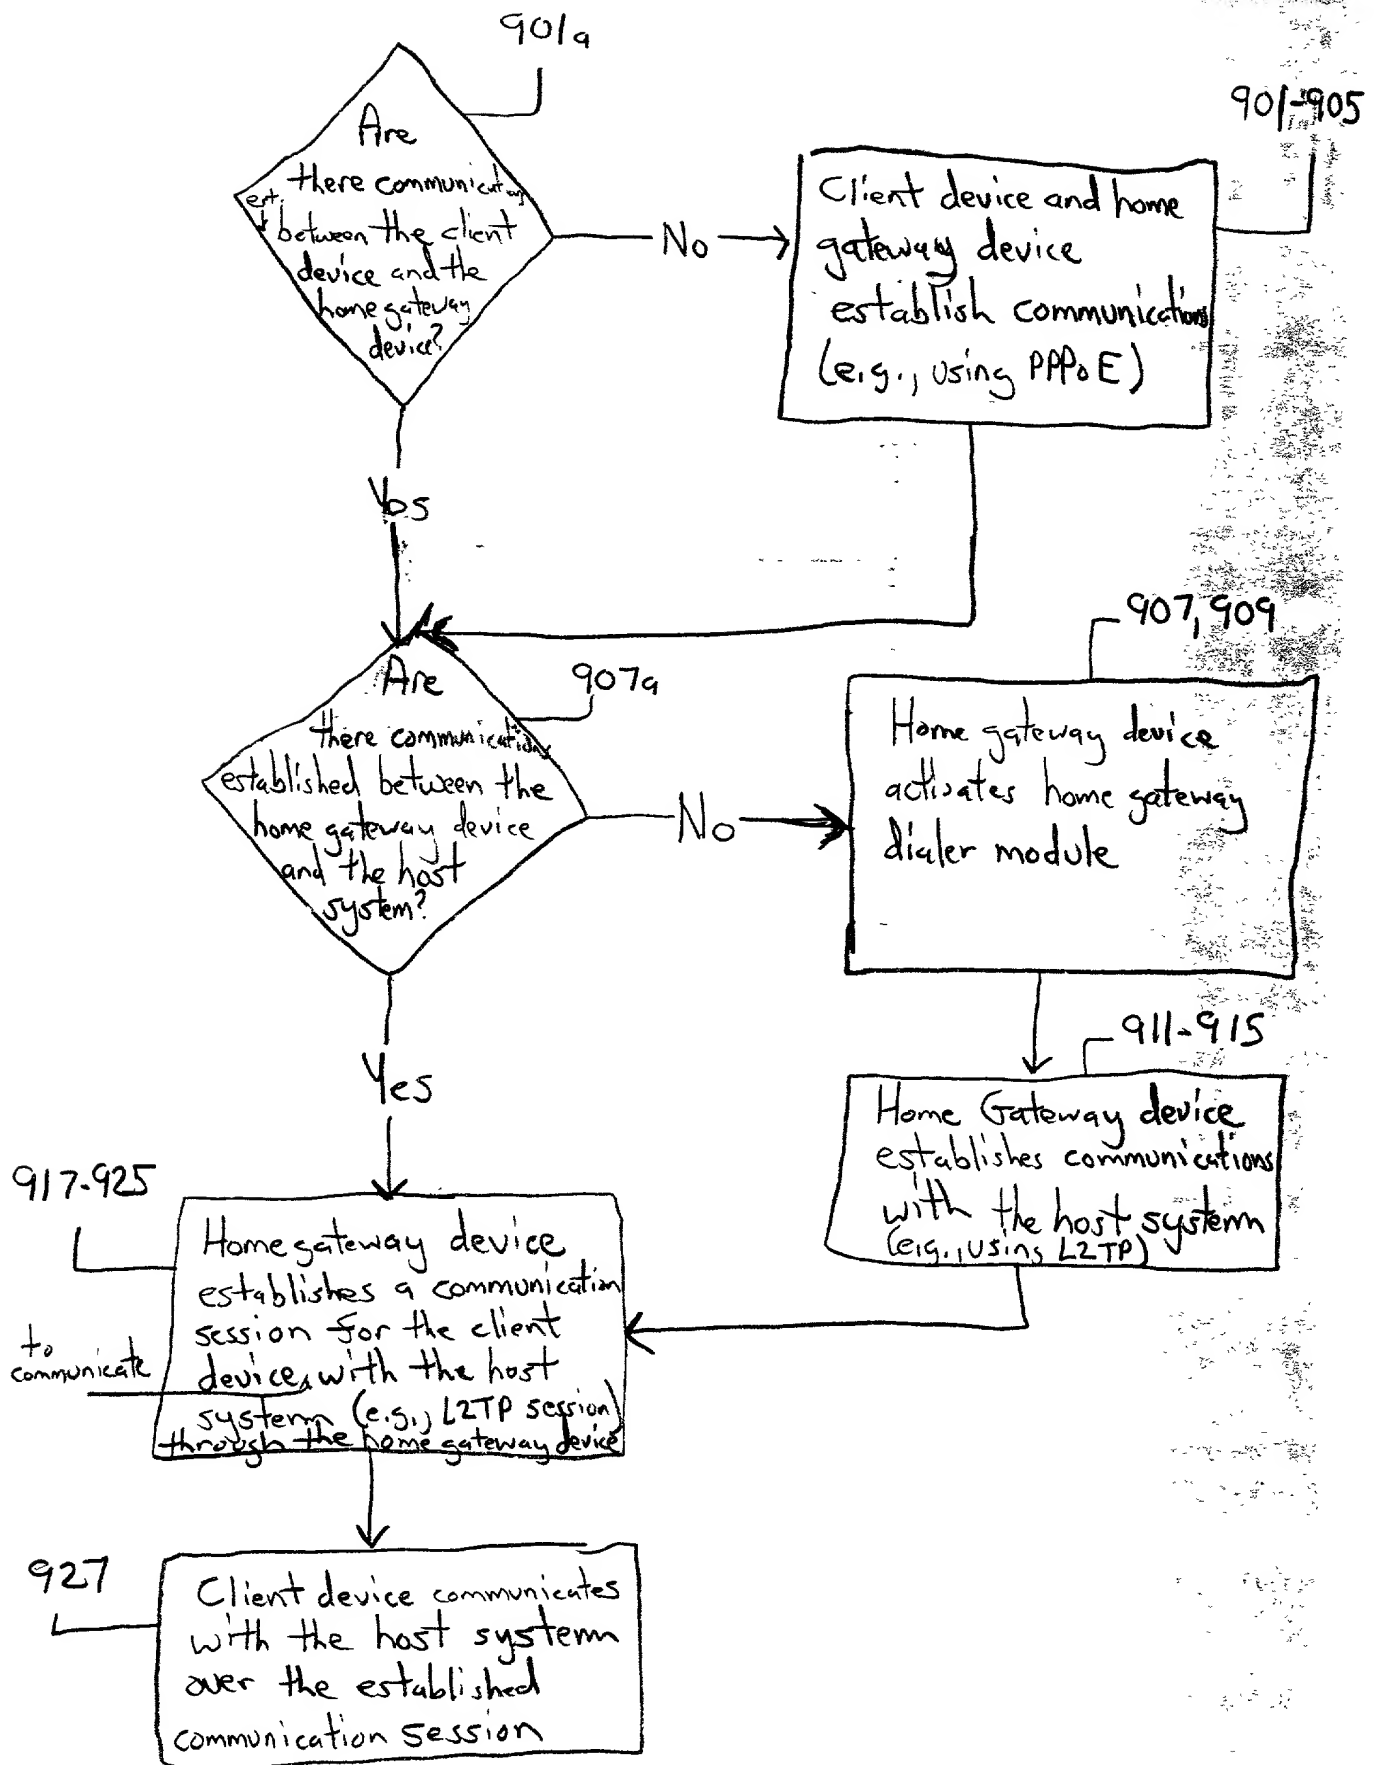 901a
Are
there communications
est.
between the client
device and the
home gateway
device?
No
901-905
Client device and home
gateway device
establish communications
(e.g., using PPPoE)
Yes
907a
Are
there communications
established between the
home gateway device
and the host
system?
No
907, 909
Home gateway device
activates home gateway
dialer module
Yes
911-915
Home Gateway device
establishes communications
with the host system
(e.g., using L2TP)
917-925
Home gateway device
establishes a communication
session for the client
to
communicate
device with the host
system (e.g., L2TP session)
through the home gateway device
927
Client device communicates
with the host system
over the established
communication session